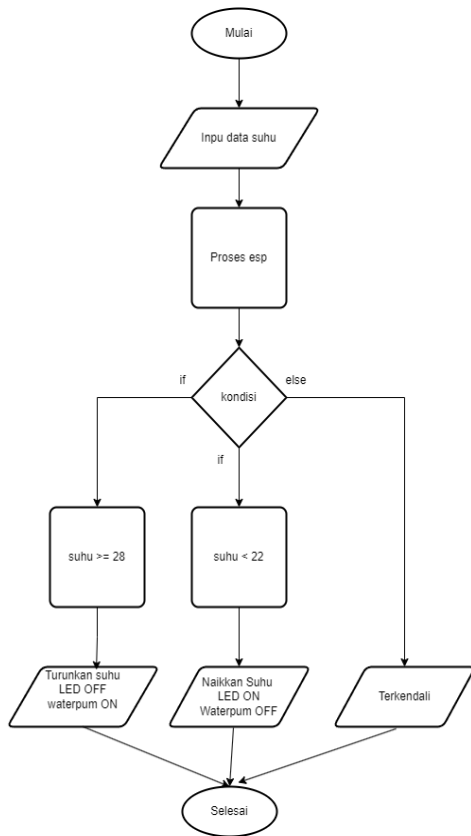 Mulai
Inpu data suhu
Proses esp
kondisi
if
else
if
suhu >= 28
suhu < 22
Turunkan suhu
LED OFF
waterpum ON
Naikkan Suhu
LED ON
Waterpum OFF
Terkendali
Selesai